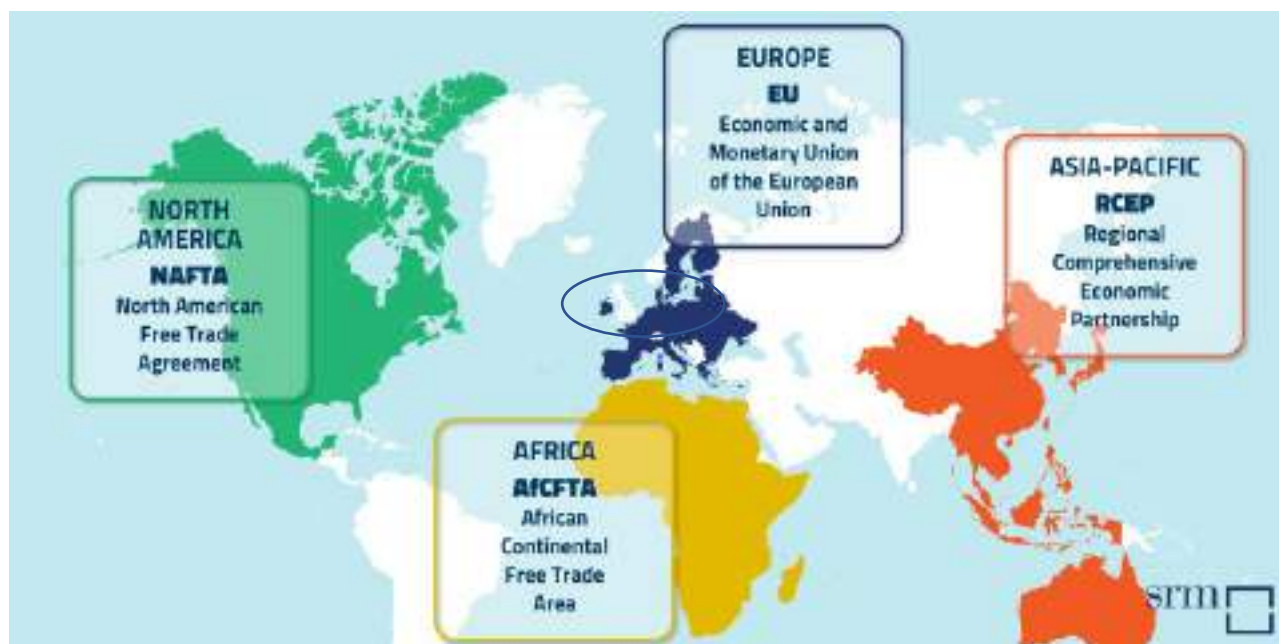 EUROPE
EU
Economic and
Monetary Union
of the European
Union
ASIA-PACIFIC
RCEP
Regional
Comprehensive
Economic
Partnership
NORTH
AMERICA
NAFTA
North American
Free Trade
Agreement
AFRICA
AfCFTA
African
Continental
Free Trade
Area
srm